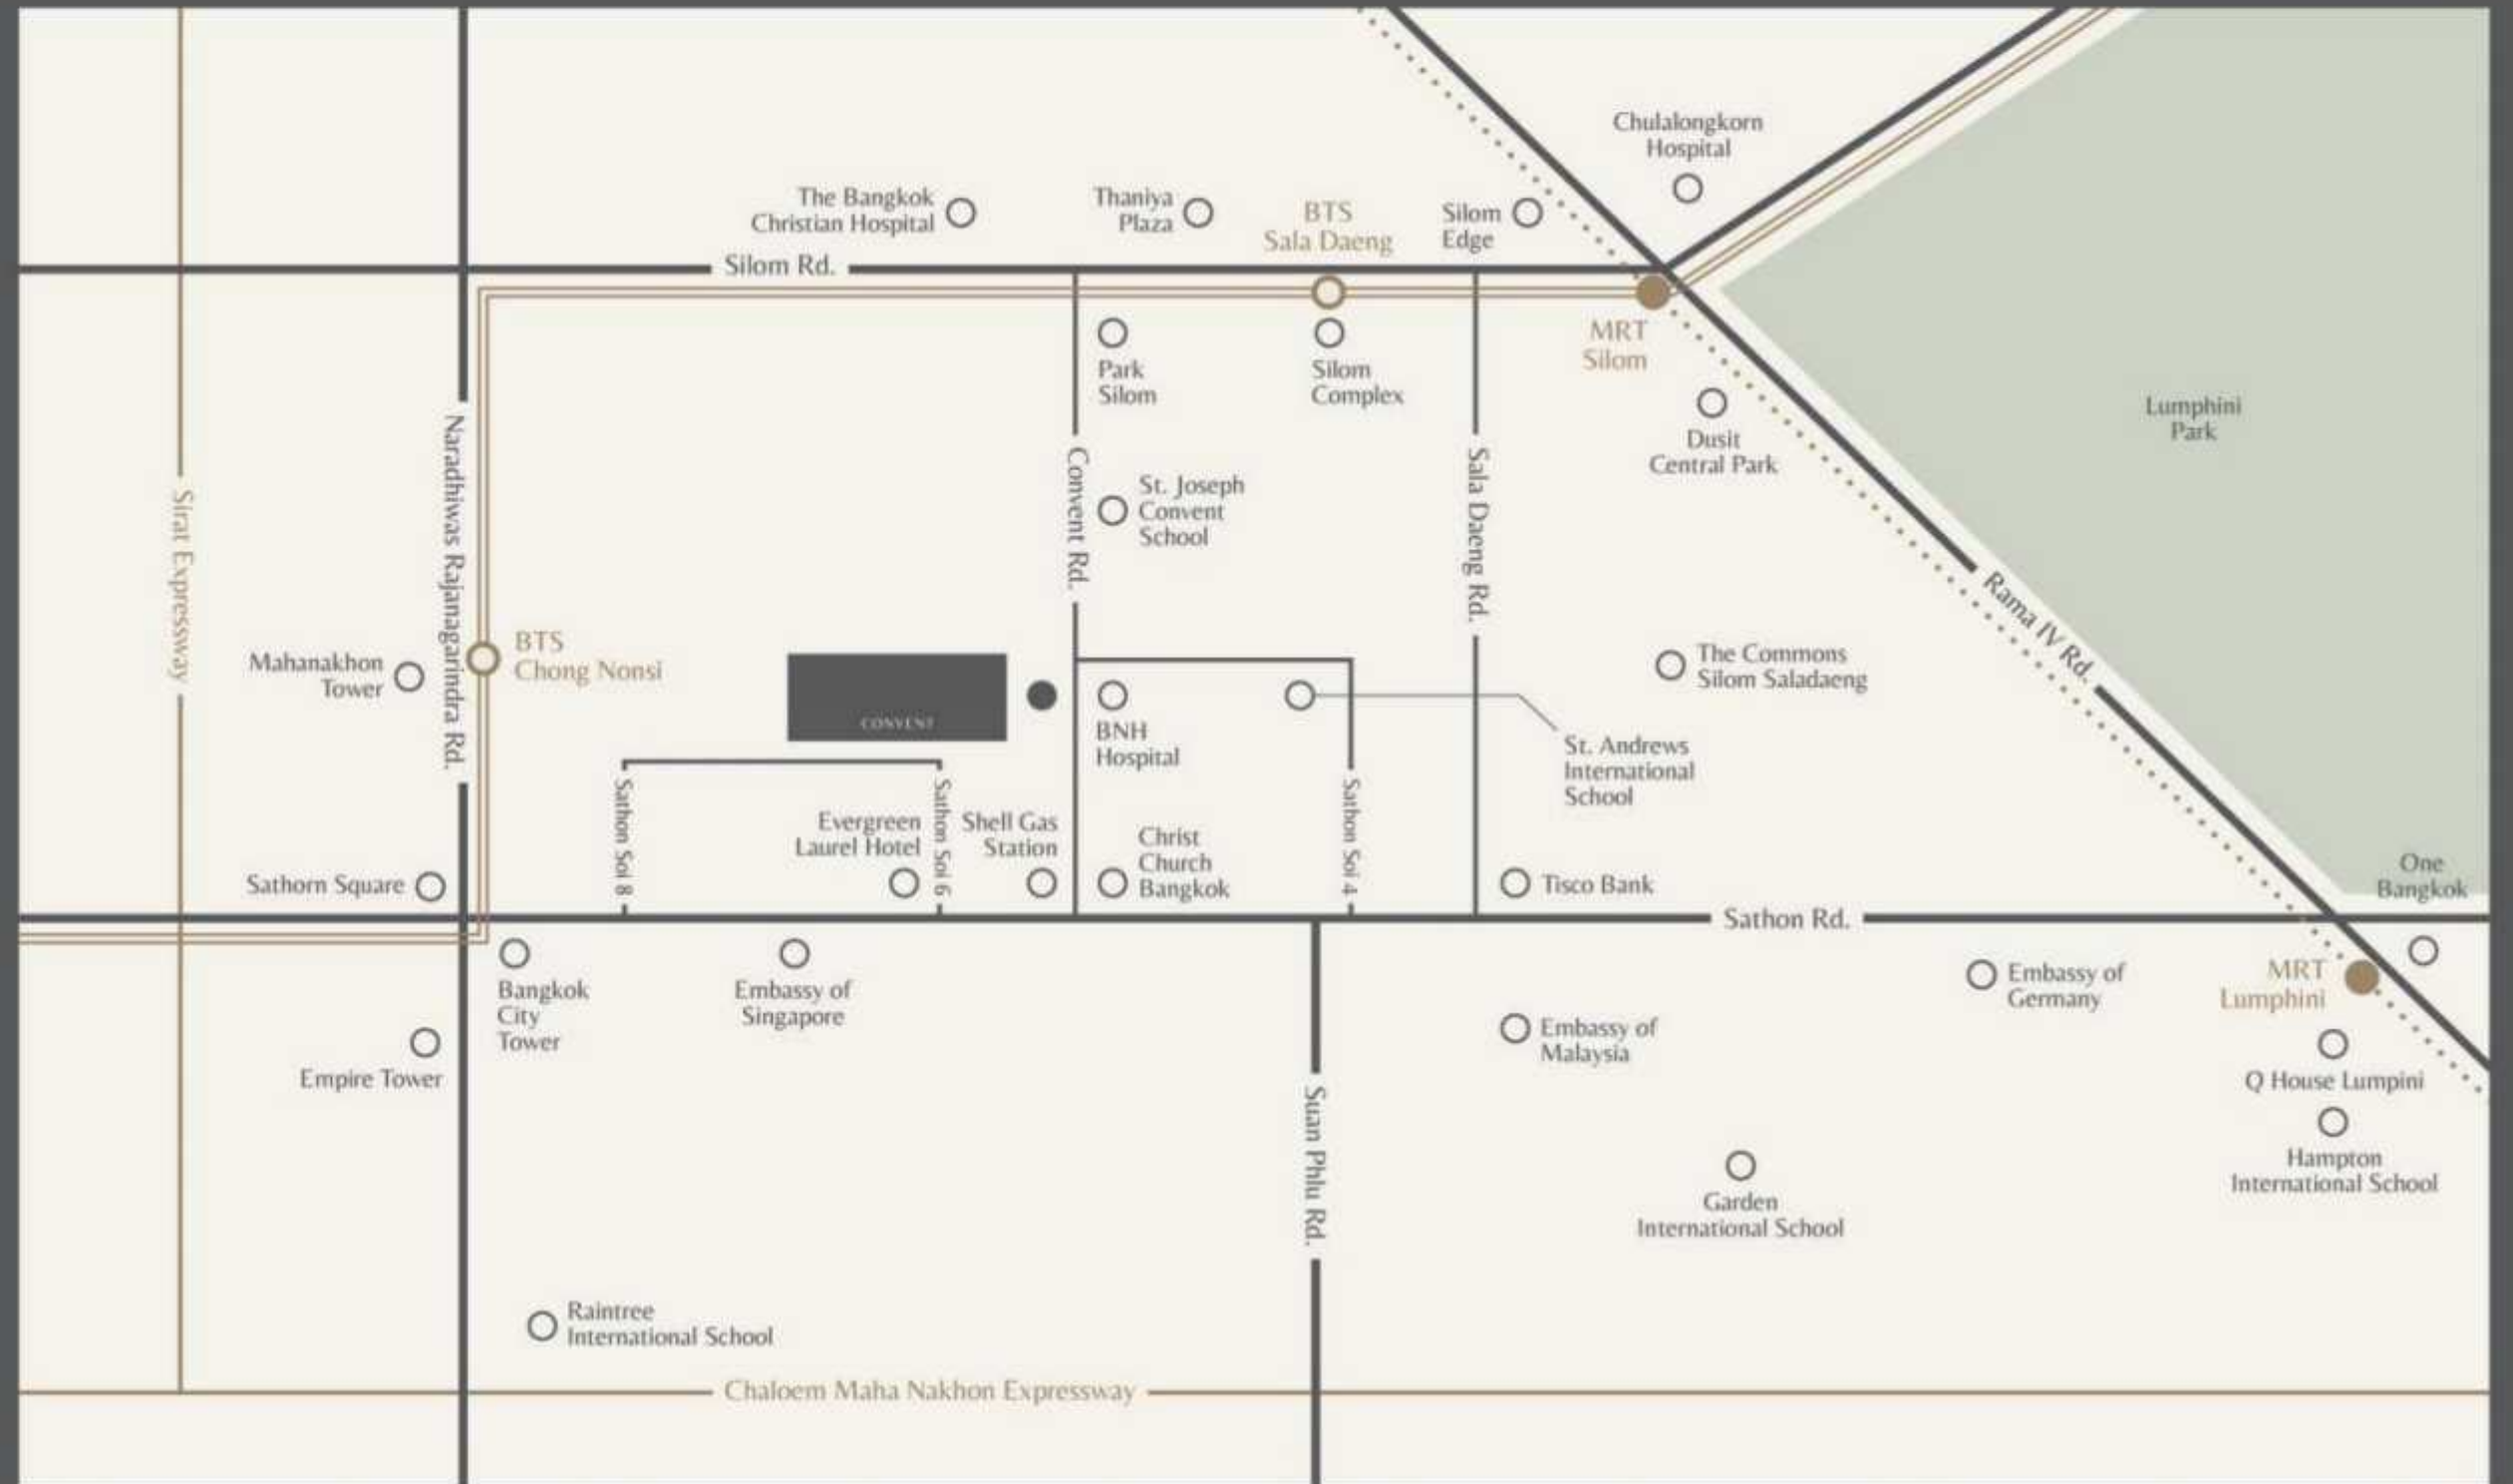 Chulalongkorn
Hospital
The Bangkok
Christian Hospital
Thaniya
Plaza
BTS
Sala Daeng
Silom
Edge
Silom Rd.
MRT
Silom
Park
Silom
Silom
Complex
Dusit
Central Park
Lumphini
Park
Sirat Expressway
Naradhiwas Rajanagarindra Rd.
Convent Rd.
St. Joseph
Convent
School
Sala Daeng Rd.
Rama IV Rd.
Mahanakhon
Tower
BTS
Chong Nonsi
CONVENT
BNH
Hospital
The Commons
Silom Saladaeng
St. Andrews
International
School
Sathon Soi 8
Evergreen
Laurel Hotel
Sathon Soi 6
Shell Gas
Station
Christ
Church
Bangkok
Sathon Soi 4
Sathorn Square
Tisco Bank
One
Bangkok
Sathon Rd.
Bangkok
City
Tower
Embassy of
Singapore
Embassy of
Germany
MRT
Lumphini
Embassy of
Malaysia
Empire Tower
Q House Lumpini
Suan Phlu Rd.
Hampton
International School
Garden
International School
Raintree
International School
Chaloem Maha Nakhon Expressway